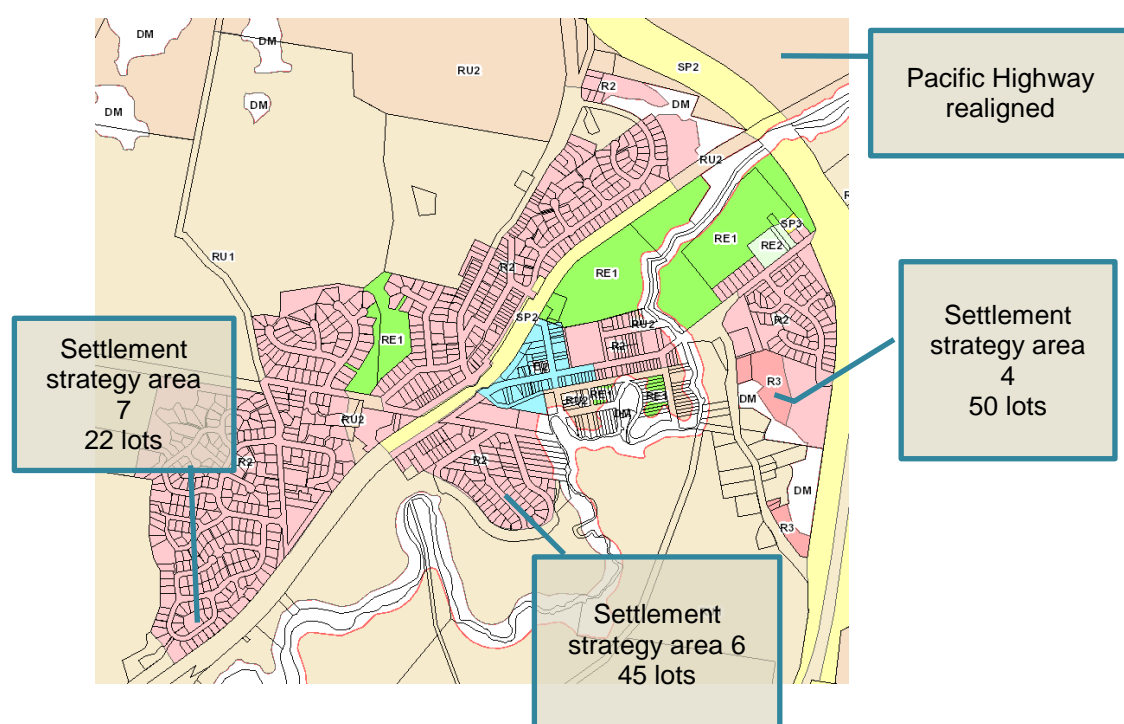 DM
DM
RU2
SP2
Pacific Highway
realigned
DM
DM
R2
DM
RU2
RU1
R2
RE1
RE1
RE2
SP3
SP2
RE1
RU2
R2
R2
Settlement
strategy area
4
50 lots
Settlement
strategy area
7
22 lots
RU2
RU2
RE1
DM
R3
DM
R2
R2
DM
R3
Settlement
strategy area 6
45 lots